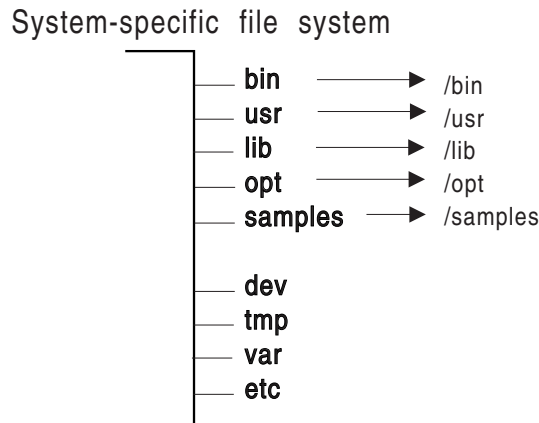 System-specific file system
bin /bin
usr /usr
lib /lib
opt /opt
samples /samples
dev
tmp
var
etc